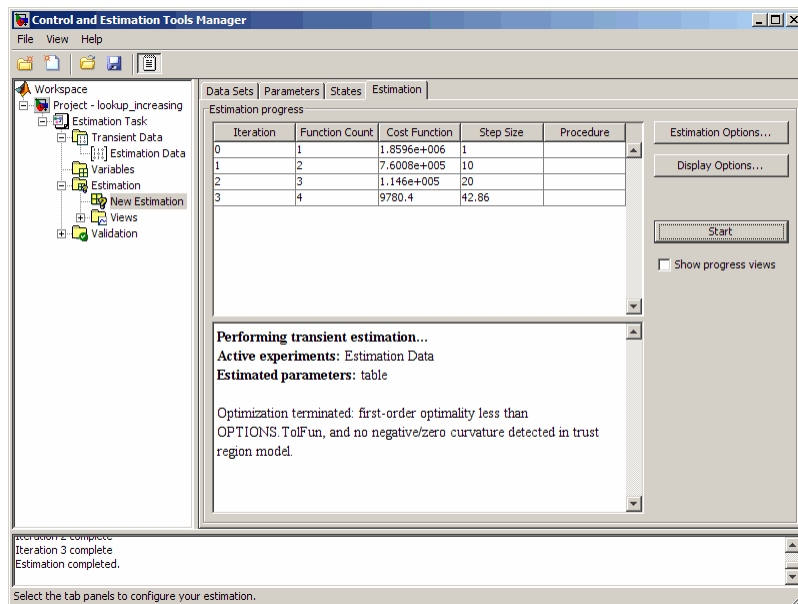 Control and Estimation Tools Manager
File View Help
Workspace
Project - lookup_increasing
Estimation Task
Transient Data
Estimation Data
Variables
Estimation
New Estimation
Views
Validation
Data Sets Parameters States Estimation
Estimation progress
Iteration Function Count Cost Function Step Size Procedure
0 1 1.8596e+006 1
1 2 7.6008e+005 10
2 3 1.146e+005 20
3 4 9780.4 42.86
Estimation Options...
Display Options...
Start
Show progress views
Performing transient estimation...
Active experiments: Estimation Data
Estimated parameters: table
Optimization terminated: first-order optimality less than
OPTIONS.TolFun, and no negative/zero curvature detected in trust
region model.
Iteration 2 complete
Iteration 3 complete
Estimation completed.
Select the tab panels to configure your estimation.